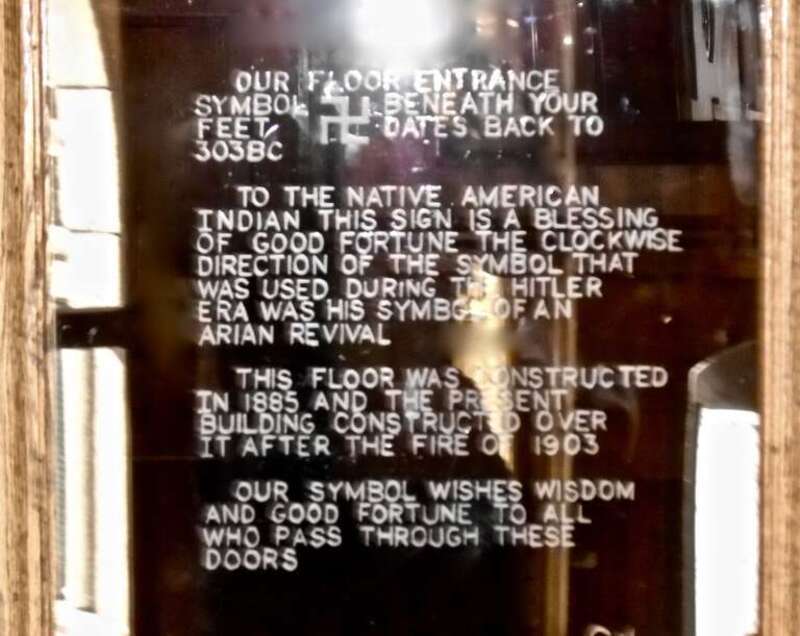 OUR FLOOR ENTRANCE
SYMBOL 卍 BENEATH YOUR
FEET, DATES BACK TO
303BC
TO THE NATIVE AMERICAN
INDIAN THIS SIGN IS A BLESSING
OF GOOD FORTUNE THE CLOCKWISE
DIRECTION OF THE SYMBOL THAT
WAS USED DURING THE HITLER
ERA WAS HIS SYMBOL OF AN
ARIAN REVIVAL
THIS FLOOR WAS CONSTRUCTED
IN 1885 AND THE PRESENT
BUILDING CONSTRUCTED OVER
IT AFTER THE FIRE OF 1903
OUR SYMBOL WISHES WISDOM
AND GOOD FORTUNE TO ALL
WHO PASS THROUGH THESE
DOORS